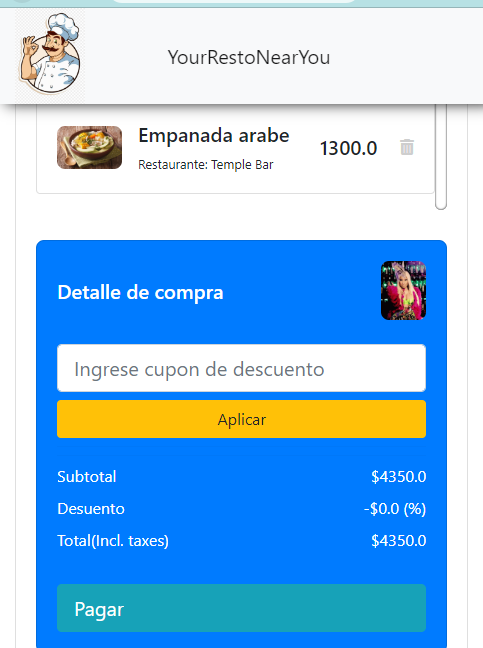 YourRestoNearYou
Empanada arabe
1300.0
Restaurante: Temple Bar
Detalle de compra
Ingrese cupon de descuento
Aplicar
Subtotal $4350.0
Desuento -$0.0 (%)
Total(Incl. taxes) $4350.0
Pagar